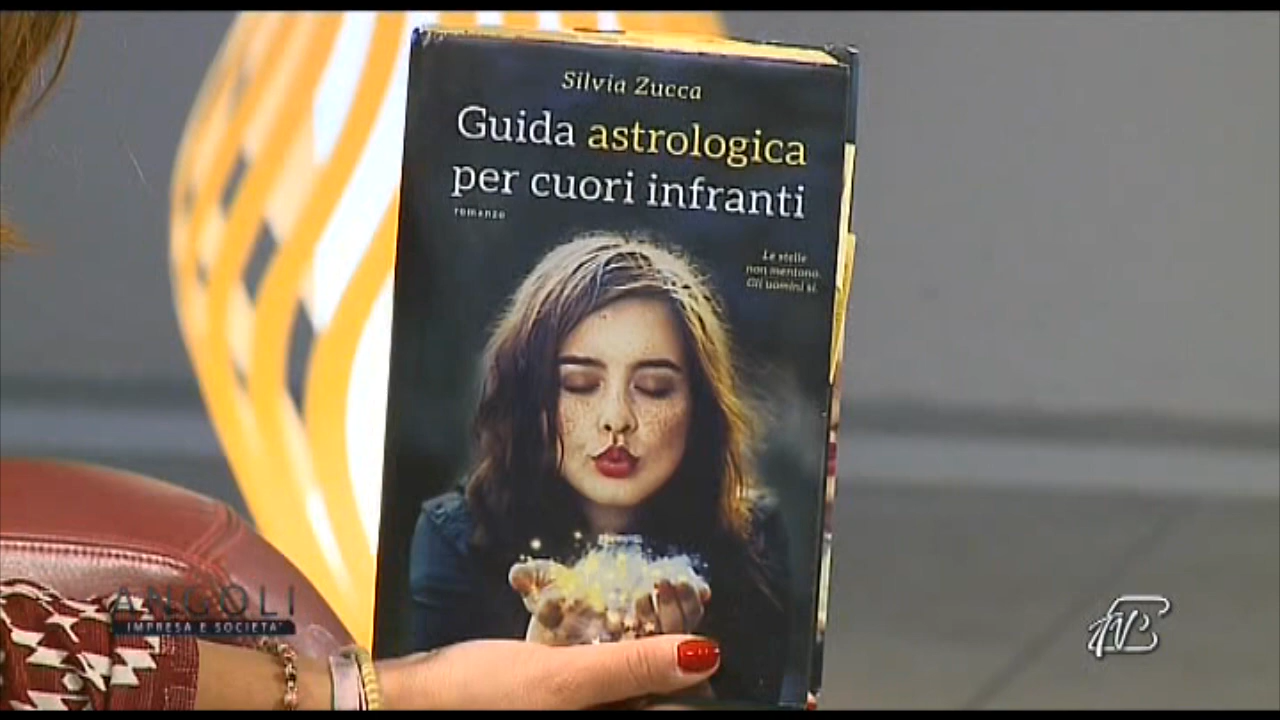 Silvia Zucca
Guida astrologica
per cuori infranti
romanzo
Le stelle
non mentono.
Gli uomini sì.
ANGOLI
IMPRESA E SOCIETA'